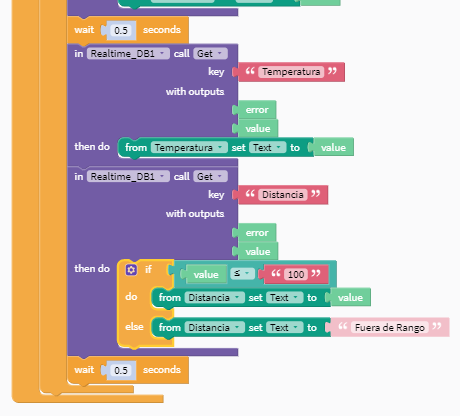 wait 0.5 seconds
in Realtime_DB1 call Get
key “ Temperatura ”
with outputs
error
value
then do from Temperatura set Text to value
in Realtime_DB1 call Get
key “ Distancia ”
with outputs
error
value
then do if value ≤ “ 100 ”
do from Distancia set Text to value
else from Distancia set Text to “ Fuera de Rango ”
wait 0.5 seconds